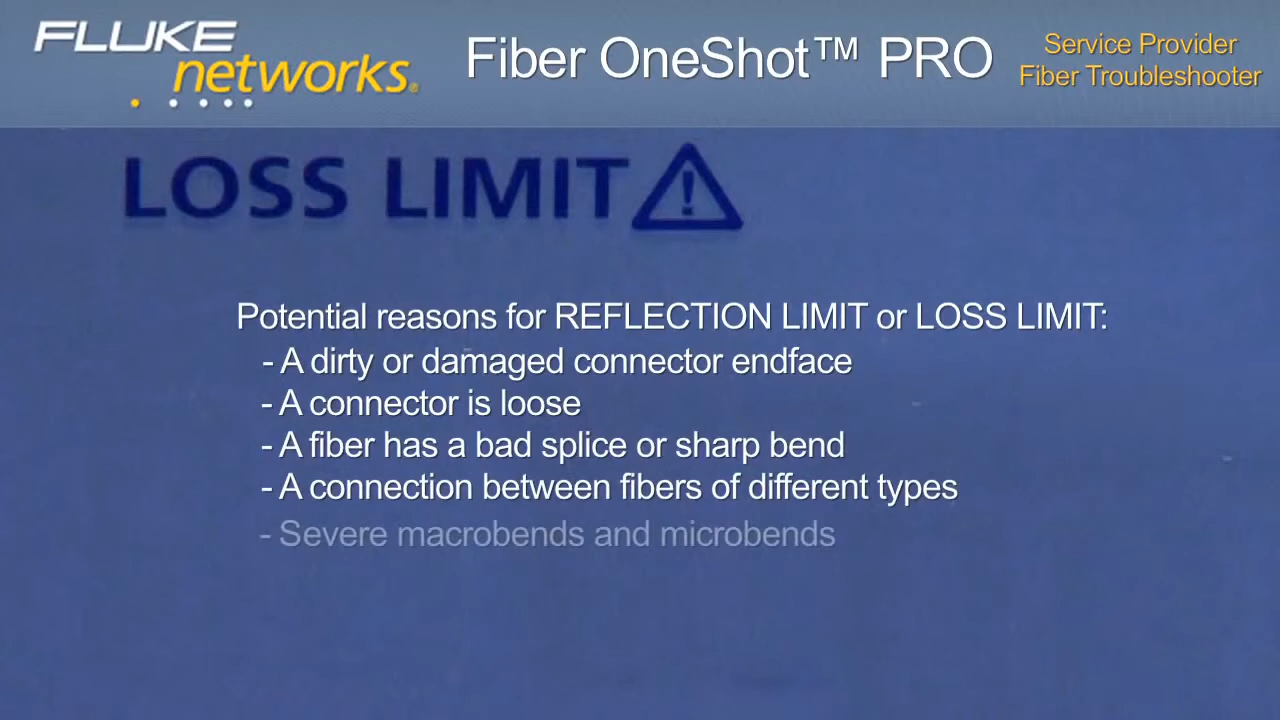 FLUKE
networks®
Fiber OneShot™ PRO
Service Provider
Fiber Troubleshooter
LOSS LIMIT
Potential reasons for REFLECTION LIMIT or LOSS LIMIT:
- A dirty or damaged connector endface
- A connector is loose
- A fiber has a bad splice or sharp bend
- A connection between fibers of different types
- Severe macrobends and microbends